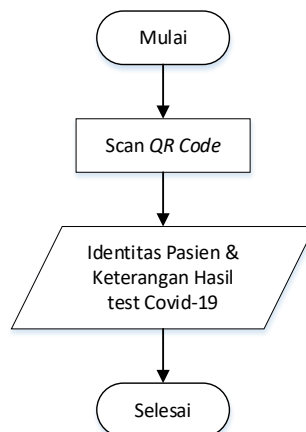 Mulai
Scan QR Code
Identitas Pasien &
Keterangan Hasil
test Covid-19
Selesai